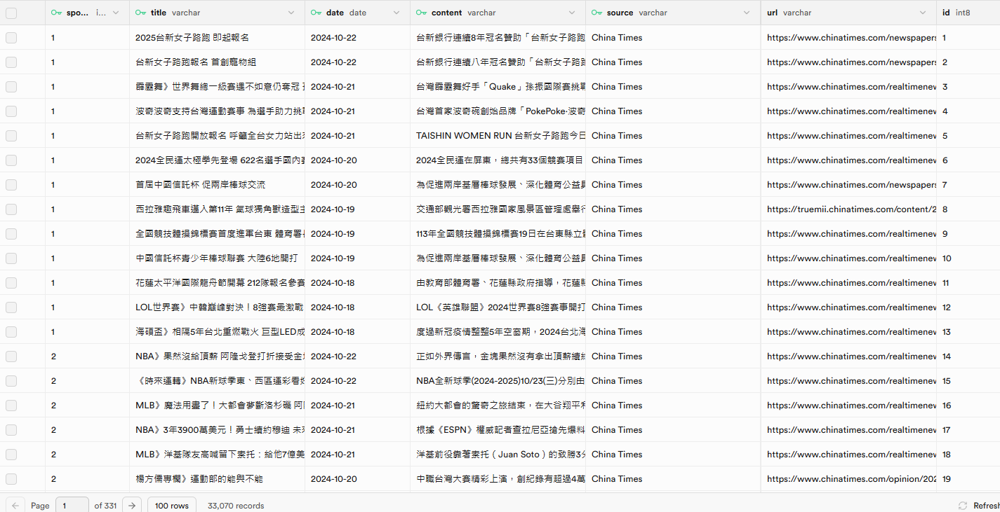 spo... i... title varchar date date content varchar source varchar url varchar id int8
1 2025台新女子路跑 即起報名 2024-10-22 台新銀行連續8年冠名贊助「台新女子路跑 China Times https://www.chinatimes.com/newspapers 1
1 台新女子路跑報名 首創寵物組 2024-10-22 台新銀行連續八年冠名贊助「台新女子路跑 China Times https://www.chinatimes.com/newspapers 2
1 霹靂舞》世界舞總一級賽遇不如意仍奪冠 2024-10-21 台灣霹靂舞好手「Quake」孫振國際賽挑戰 China Times https://www.chinatimes.com/realtimenew 3
1 波奇波奇支持台灣運動賽事 為選手助力挑戰 2024-10-21 台灣首家波奇碗創始品牌「PokePoke·波奇 China Times https://www.chinatimes.com/realtimenew 4
1 台新女子路跑開放報名 呼籲全台女力站出來 2024-10-21 TAISHIN WOMEN RUN 台新女子路跑今日 China Times https://www.chinatimes.com/realtimenew 5
1 2024全民運太極拳先登場 622名選手國內賽 2024-10-20 2024全民運在屏東，總共有33個競賽項目 China Times https://www.chinatimes.com/realtimenew 6
1 首屆中國信託杯 促兩岸棒球交流 2024-10-20 為促進兩岸基層棒球發展、深化體育公益 China Times https://www.chinatimes.com/newspapers 7
1 西拉雅趣飛車邁入第11年 氣球獨角獸造型主 2024-10-19 交通部觀光署西拉雅國家風景區管理處舉行 China Times https://truemii.chinatimes.com/content/2 8
1 全國競技體操錦標賽首度進軍台東 體育署 2024-10-19 113年全國競技體操錦標賽19日在台東縣立體 China Times https://www.chinatimes.com/realtimenew 9
1 中國信託杯青少年棒球聯賽 大陸6地開打 2024-10-19 為促進兩岸基層棒球發展、深化體育公益 China Times https://www.chinatimes.com/realtimenew 10
1 花蓮太平洋國際龍舟節開幕 212隊報名參賽 2024-10-18 由教育部體育署、花蓮縣政府指導，花蓮縣 China Times https://www.chinatimes.com/realtimenew 11
1 LOL世界賽》中韓巔峰對決！8強賽最激戰 2024-10-18 LOL《英雄聯盟》2024世界賽8強賽事開打 China Times https://www.chinatimes.com/realtimenew 12
1 海碩盃》相隔5年台北重燃戰火 巨型LED成 2024-10-18 度過新冠疫情整整5年空窗期，2024台北海 China Times https://www.chinatimes.com/realtimenew 13
2 NBA》果然沒給頂薪 阿隆戈登打折接受金塊 2024-10-22 正如外界傳言，金塊果然沒有拿出頂薪續約 China Times https://www.chinatimes.com/realtimenew 14
2 《時來運轉》NBA新球季東、西區運彩看好 2024-10-22 NBA全新球季(2024-2025)10/23(三)分別由 China Times https://www.chinatimes.com/realtimenew 15
2 MLB》魔法用盡了！大都會夢斷洛杉磯 阿 2024-10-21 紐約大都會的驚奇之旅結束，在大谷翔平和 China Times https://www.chinatimes.com/realtimenew 16
2 NBA》3年3900萬美元！勇士續約穆迪 未來 2024-10-21 根據《ESPN》權威記者查拉尼亞搶先爆料 China Times https://www.chinatimes.com/realtimenew 17
2 MLB》洋基隊友高喊留下索托：給他7億美 2024-10-21 洋基前役靠著索托（Juan Soto）的致勝3分 China Times https://www.chinatimes.com/realtimenew 18
2 楊方儒專欄》運動部的能與不能 2024-10-20 中職台灣大賽精彩上演，創紀錄有超過4萬 China Times https://www.chinatimes.com/opinion/202 19
Page 1 of 331 100 rows 33,070 records Refresh